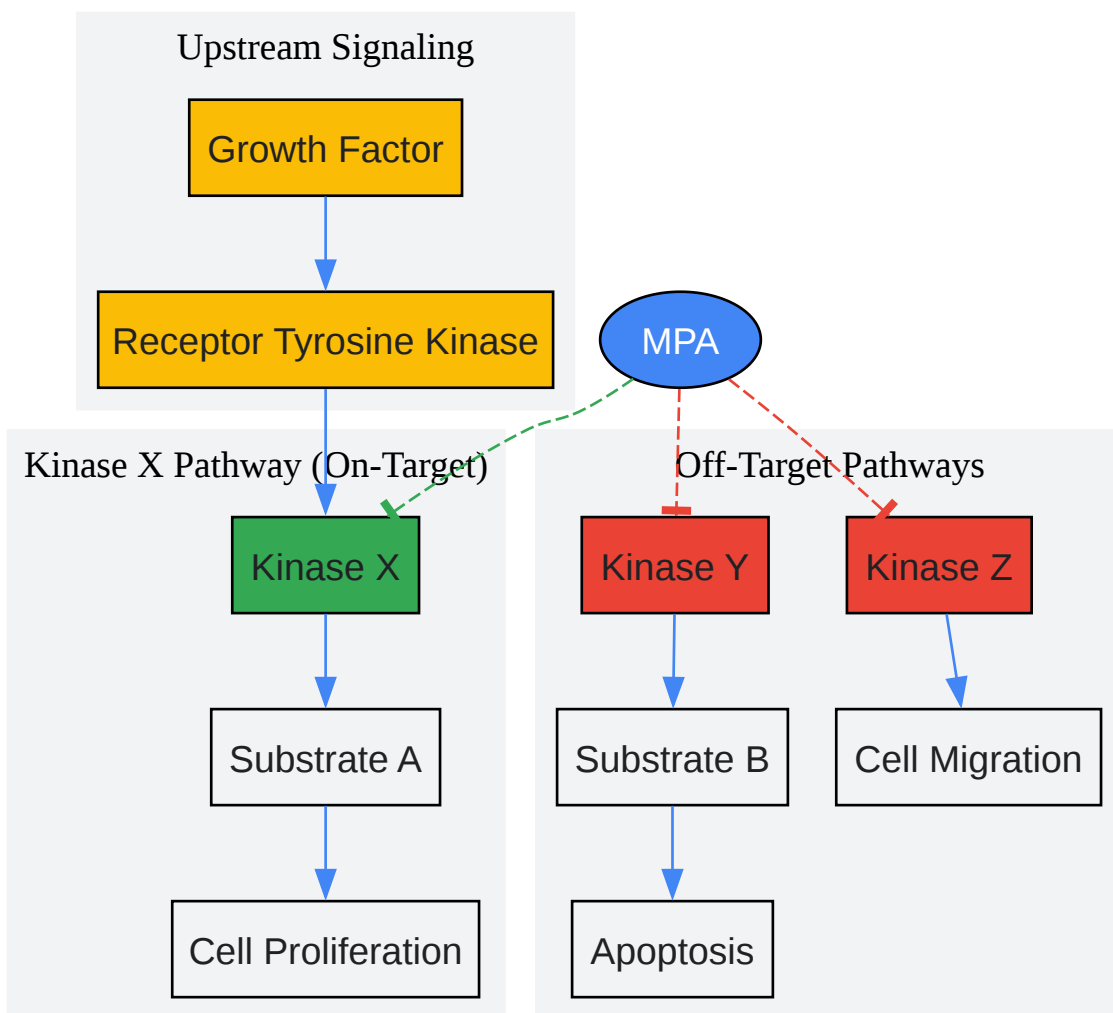 Upstream Signaling
Growth Factor
Receptor Tyrosine Kinase
MPA
Kinase X Pathway (On-Target)
Off-Target Pathways
Kinase X
Kinase Y
Kinase Z
Substrate A
Substrate B
Cell Migration
Cell Proliferation
Apoptosis